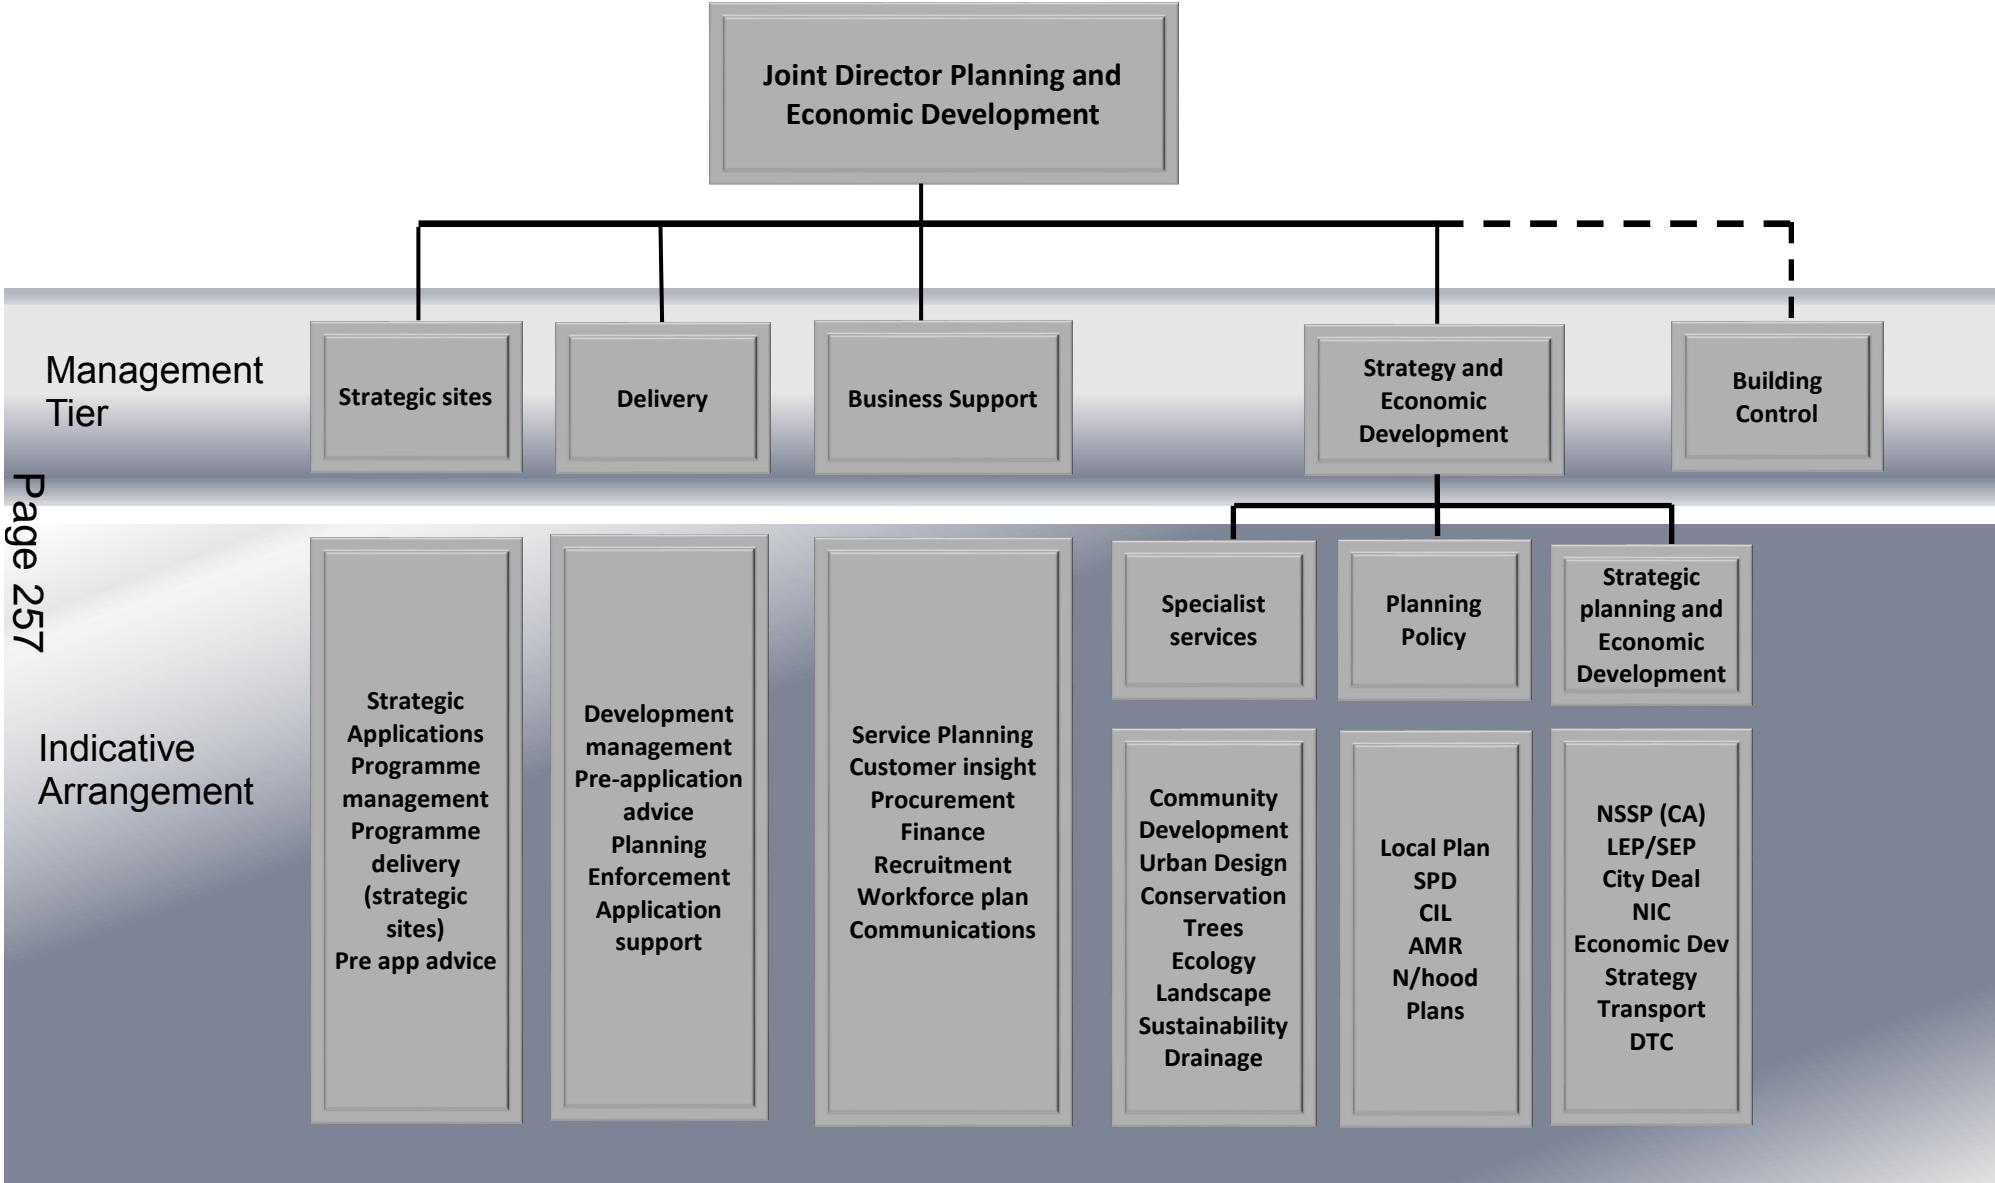 Joint Director Planning and
Economic Development
Management
Tier
Strategic sites
Delivery
Business Support
Strategy and
Economic
Development
Building
Control
Page 257
Indicative
Arrangement
Strategic
Applications
Programme
management
Programme
delivery
(strategic
sites)
Pre app advice
Development
management
Pre-application
advice
Planning
Enforcement
Application
support
Service Planning
Customer insight
Procurement
Finance
Recruitment
Workforce plan
Communications
Specialist
services
Community
Development
Urban Design
Conservation
Trees
Ecology
Landscape
Sustainability
Drainage
Planning
Policy
Local Plan
SPD
CIL
AMR
N/hood
Plans
Strategic
planning and
Economic
Development
NSSP (CA)
LEP/SEP
City Deal
NIC
Economic Dev
Strategy
Transport
DTC